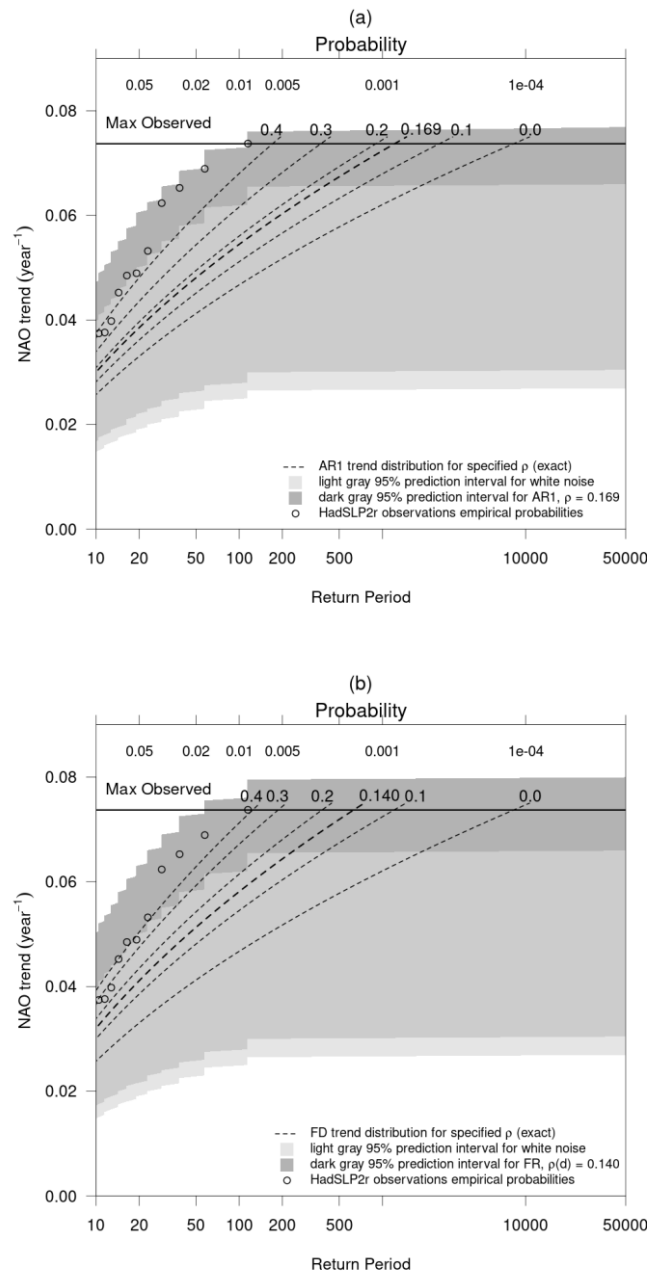 (a)
Probability
0.05 0.02 0.01 0.005 0.001 1e-04
Max Observed
0.4 0.3 0.2 0.169 0.1 0.0
0.08
0.06
0.04
0.02
0.00
NAO trend (year⁻¹)
AR1 trend distribution for specified ρ (exact)
light gray 95% prediction interval for white noise
dark gray 95% prediction interval for AR1, ρ = 0.169
HadSLP2r observations empirical probabilities
10 20 50 100 200 500 10000 50000
Return Period
(b)
Probability
0.05 0.02 0.01 0.005 0.001 1e-04
Max Observed
0.4 0.3 0.2 0.140 0.1 0.0
0.08
0.06
0.04
0.02
0.00
NAO trend (year⁻¹)
FD trend distribution for specified ρ (exact)
light gray 95% prediction interval for white noise
dark gray 95% prediction interval for FR, ρ(d) = 0.140
HadSLP2r observations empirical probabilities
10 20 50 100 200 500 10000 50000
Return Period